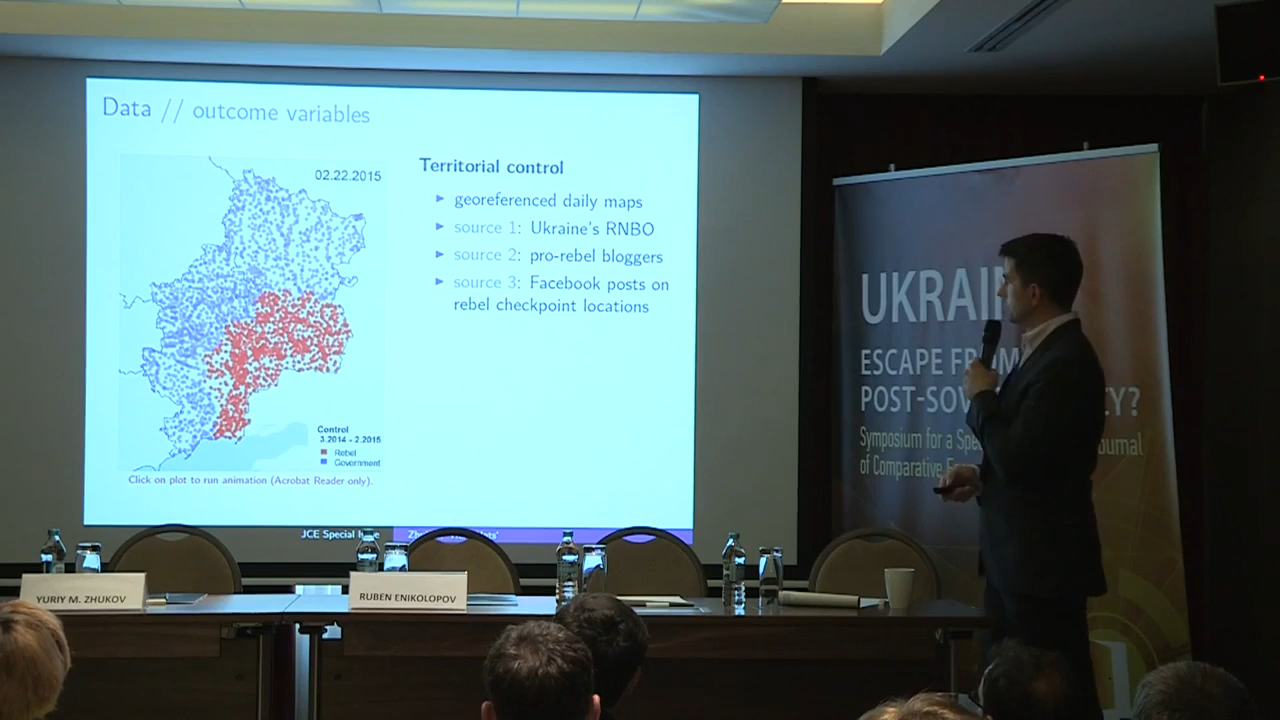 Data // outcome variables
02.22.2015
Control
3.2014 - 2.2015
Rebel
Government
Click on plot to run animation (Acrobat Reader only).
Territorial control
georeferenced daily maps
source 1: Ukraine's RNBO
source 2: pro-rebel bloggers
source 3: Facebook posts on
rebel checkpoint locations
JCE Special
UKRAI
ESCAPE FR M
POST-SOV Y?
Symposium for a Spe urnal
of Comparative E
YURIY M. ZHUKOV
RUBEN ENIKOLOPOV